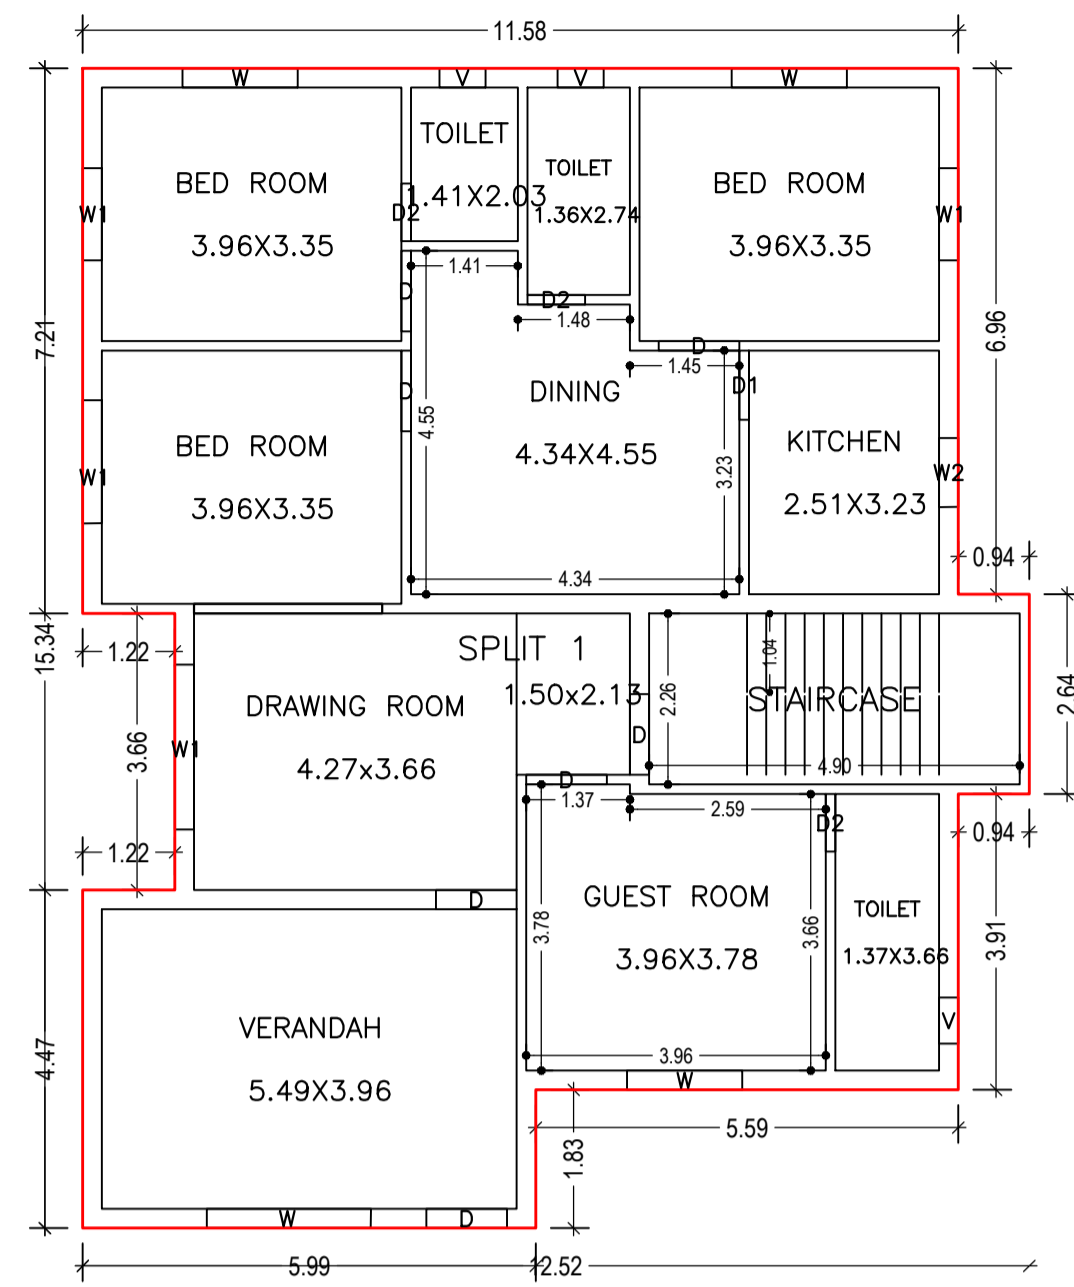 11.58
W
V
V
W
TOILET
TOILET
BED ROOM
BED ROOM
1.41X2.03
1.36X2.74
W1
D2
W1
3.96X3.35
3.96X3.35
1.41
D
D2
1.48
7.21
6.96
D
1.45
D
D1
DINING
4.55
BED ROOM
KITCHEN
4.34X4.55
3.23
W1
W2
3.96X3.35
2.51X3.23
0.94
4.34
15.34
1.22
SPLIT 1
1.04
1.50x2.13
2.26
STAIRCASE
2.64
DRAWING ROOM
D
W1
3.66
4.27x3.66
4.90
D
1.37
2.59
D2
0.94
1.22
GUEST ROOM
D
TOILET
3.78
3.66
3.91
3.96X3.78
1.37X3.66
VERANDAH
V
4.47
3.96
5.49X3.96
W
5.59
1.83
W
D
5.99
12.52